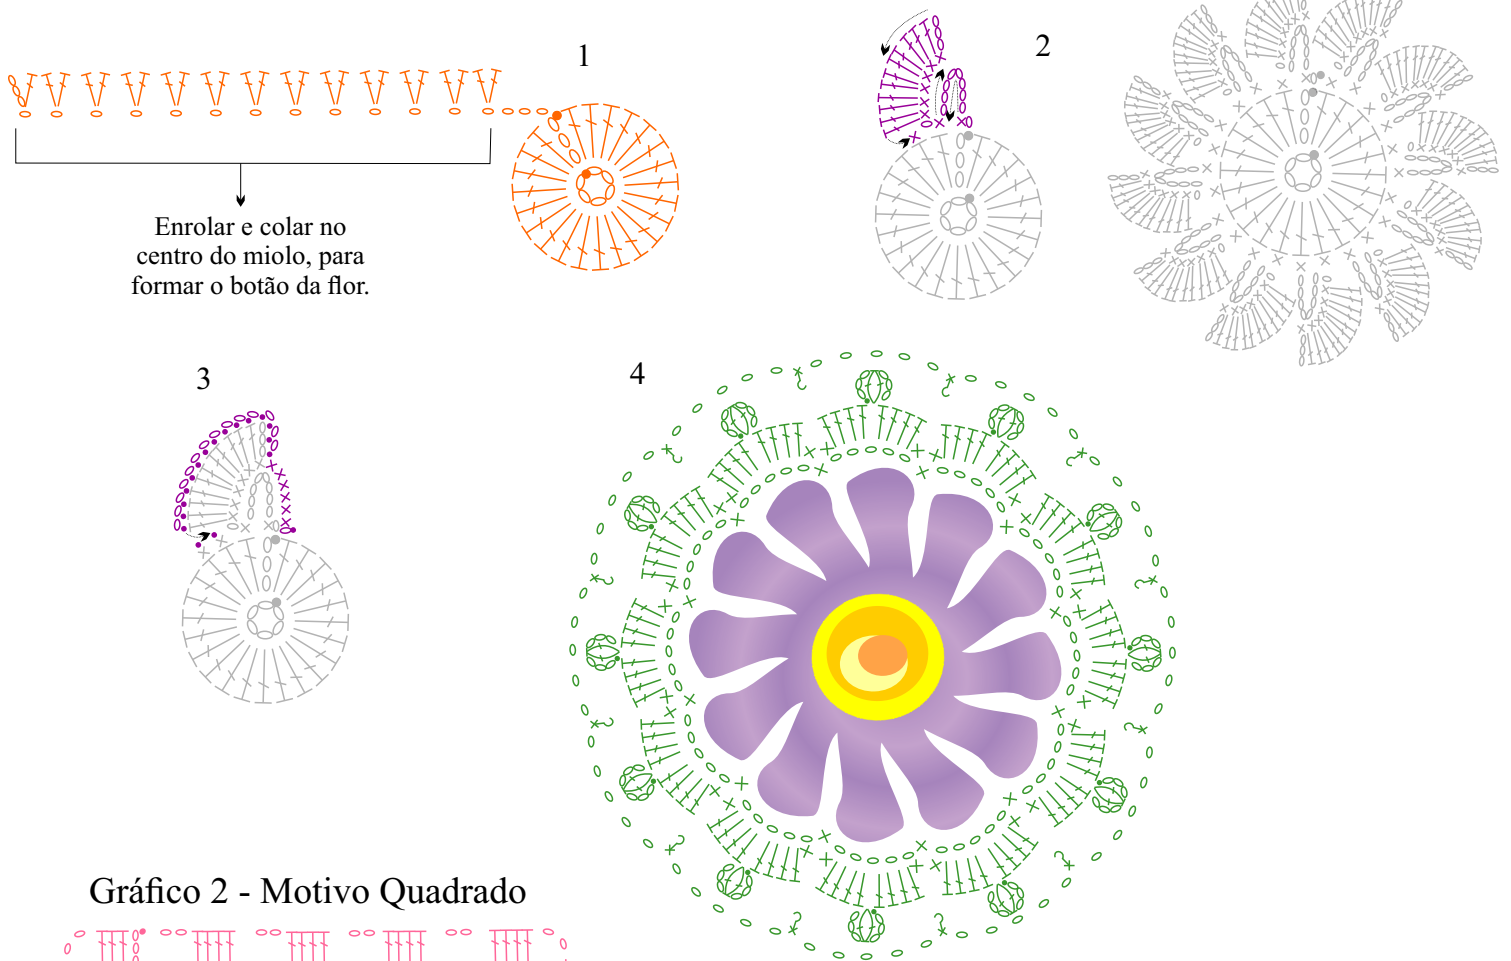 1
2
Enrolar e colar no
centro do miolo, para
formar o botão da flor.
3
4
Gráfico 2 - Motivo Quadrado